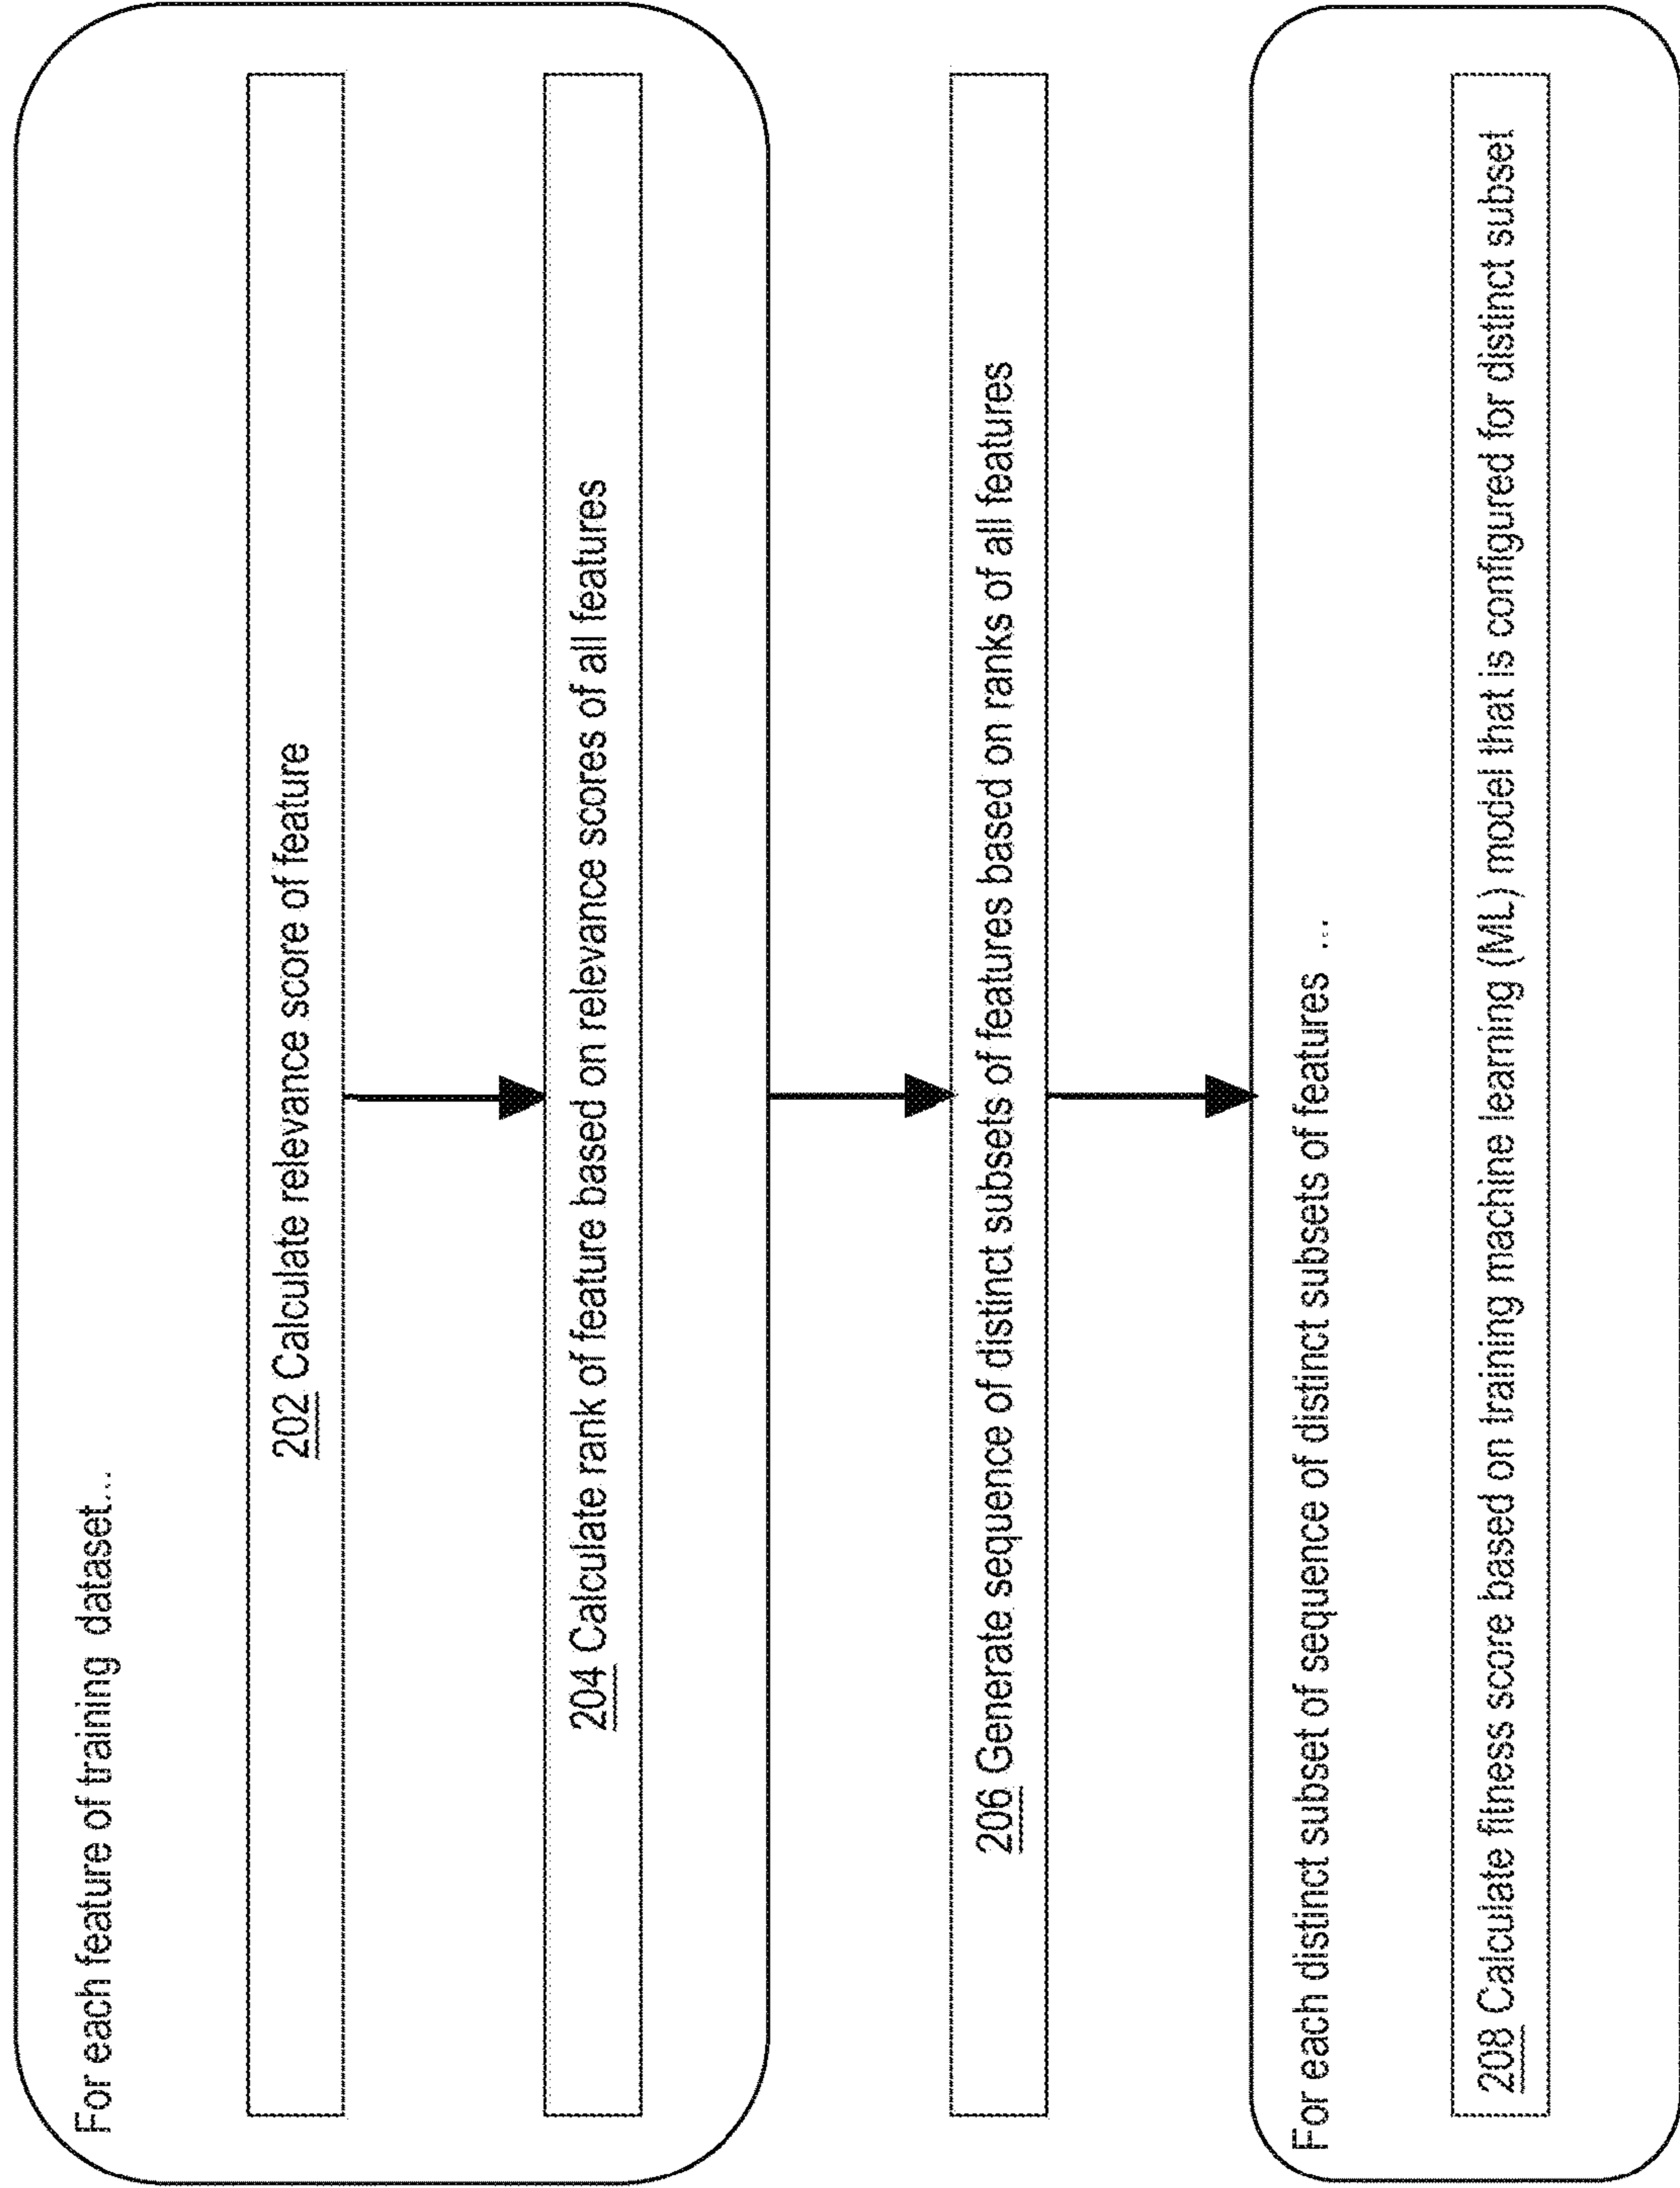 For each feature of training dataset...
202 Calculate relevance score of feature
204 Calculate rank of feature based on relevance scores of all features
206 Generate sequence of distinct subsets of features based on ranks of all features
For each distinct subset of sequence of distinct subsets of features ...
208 Calculate fitness score based on training machine learning (ML) model that is configured for distinct subset